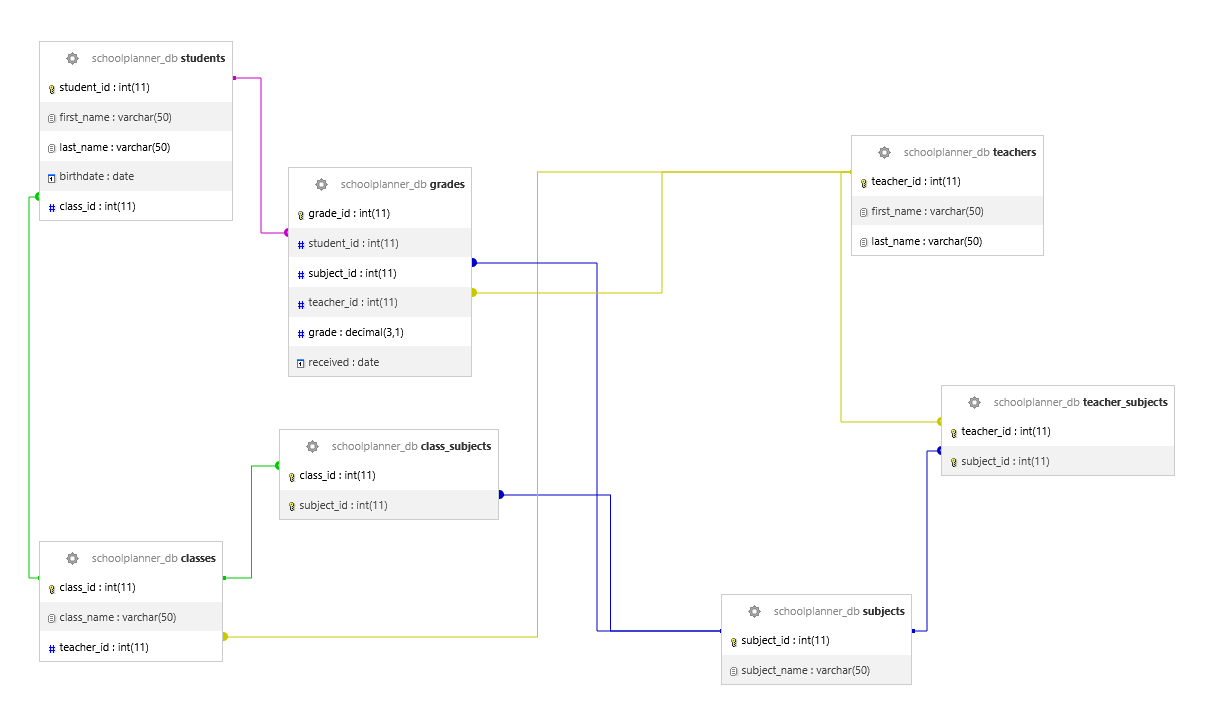 schoolplanner_db students
student_id : int(11)
first_name : varchar(50)
last_name : varchar(50)
birthdate : date
class_id : int(11)
schoolplanner_db grades
grade_id : int(11)
student_id : int(11)
subject_id : int(11)
teacher_id : int(11)
grade : decimal(3,1)
received : date
schoolplanner_db teachers
teacher_id : int(11)
first_name : varchar(50)
last_name : varchar(50)
schoolplanner_db teacher_subjects
teacher_id : int(11)
subject_id : int(11)
schoolplanner_db class_subjects
class_id : int(11)
subject_id : int(11)
schoolplanner_db classes
class_id : int(11)
class_name : varchar(50)
teacher_id : int(11)
schoolplanner_db subjects
subject_id : int(11)
subject_name : varchar(50)